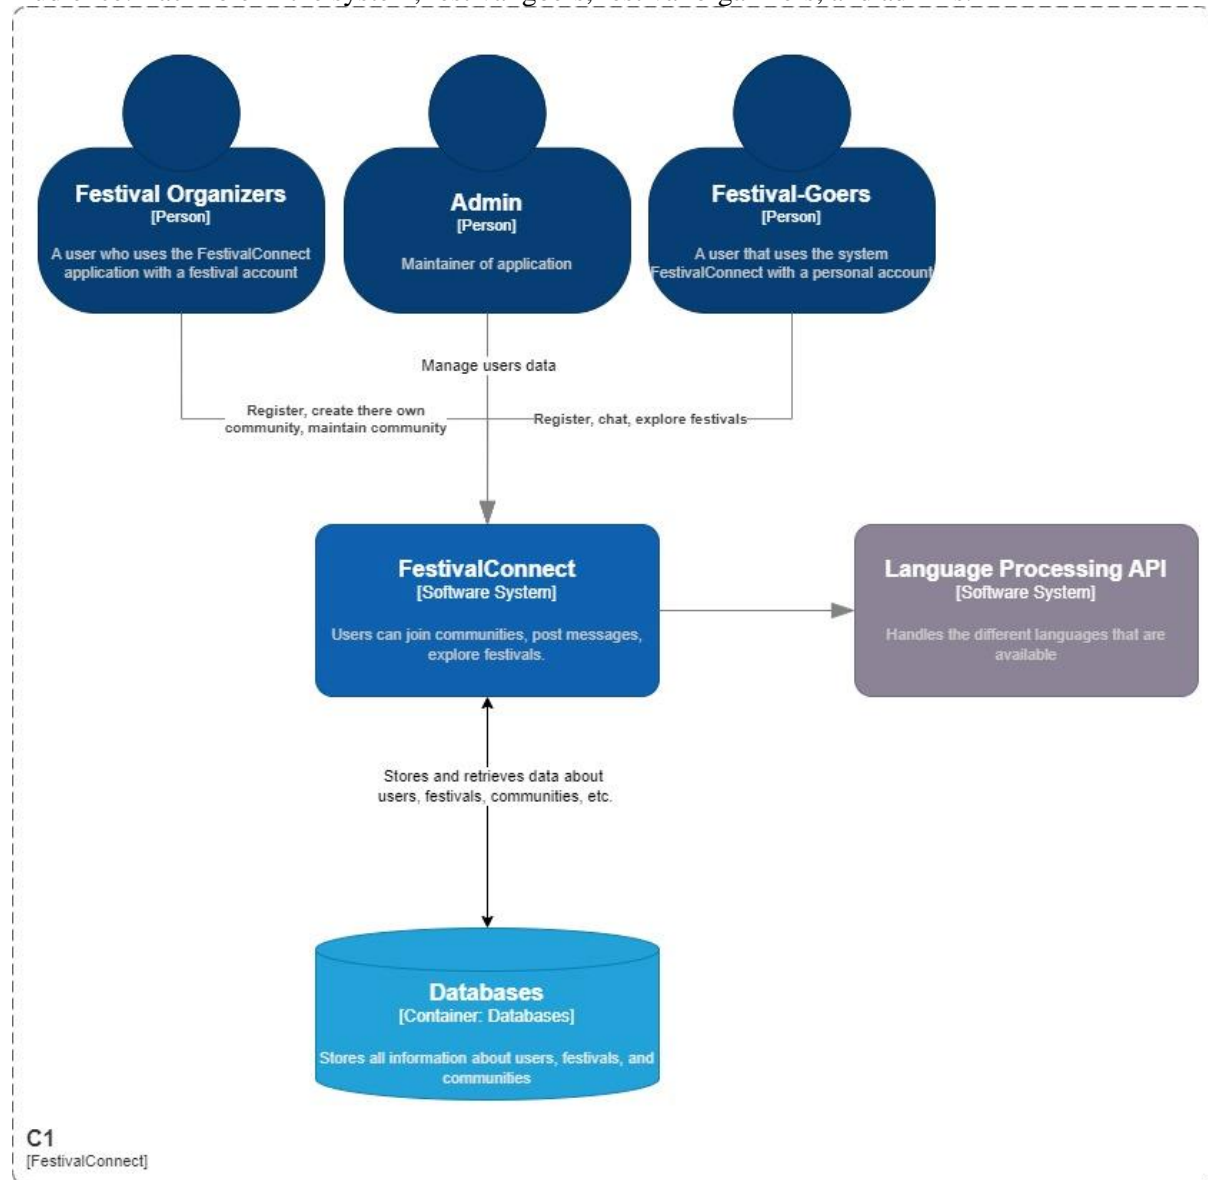 Festival Organizers
[Person]
A user who uses the FestivalConnect
application with a festival account
Admin
[Person]
Maintainer of application
Festival-Goers
[Person]
A user that uses the system
FestivalConnect with a personal account
Manage users data
Register, create there own
community, maintain community
Register, chat, explore festivals
FestivalConnect
[Software System]
Users can join communities, post messages,
explore festivals.
Language Processing API
[Software System]
Handles the different languages that are
available
Stores and retrieves data about
users, festivals, communities, etc.
Databases
[Container: Databases]
Stores all information about users, festivals, and
communities
C1
[FestivalConnect]